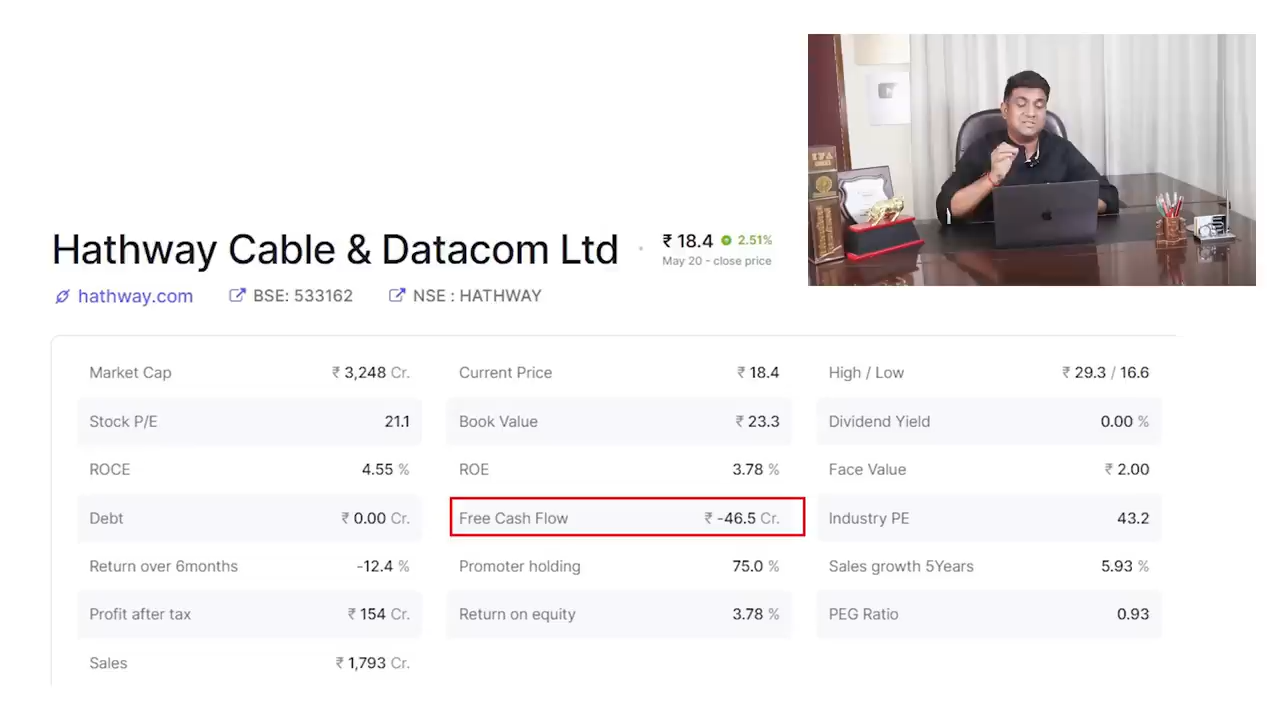 Hathway Cable & Datacom Ltd
₹ 18.4 2.51%
May 20 - close price
hathway.com BSE: 533162 NSE : HATHWAY
Market Cap ₹ 3,248 Cr. Current Price ₹ 18.4 High / Low ₹ 29.3 / 16.6
Stock P/E 21.1 Book Value ₹ 23.3 Dividend Yield 0.00 %
ROCE 4.55 % ROE 3.78 % Face Value ₹ 2.00
Debt ₹ 0.00 Cr. Free Cash Flow ₹ -46.5 Cr. Industry PE 43.2
Return over 6months -12.4 % Promoter holding 75.0 % Sales growth 5Years 5.93 %
Profit after tax ₹ 154 Cr. Return on equity 3.78 % PEG Ratio 0.93
Sales ₹ 1,793 Cr.